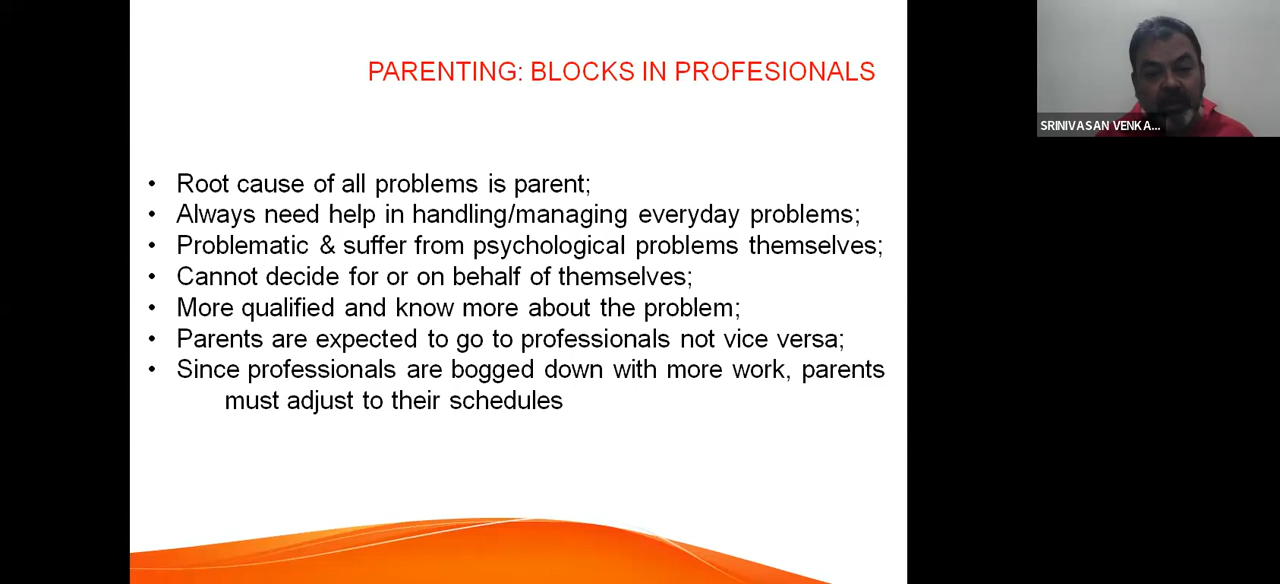 PARENTING: BLOCKS IN PROFESIONALS
SRINIVASAN VENKA...
• Root cause of all problems is parent;
• Always need help in handling/managing everyday problems;
• Problematic & suffer from psychological problems themselves;
• Cannot decide for or on behalf of themselves;
• More qualified and know more about the problem;
• Parents are expected to go to professionals not vice versa;
• Since professionals are bogged down with more work, parents
must adjust to their schedules